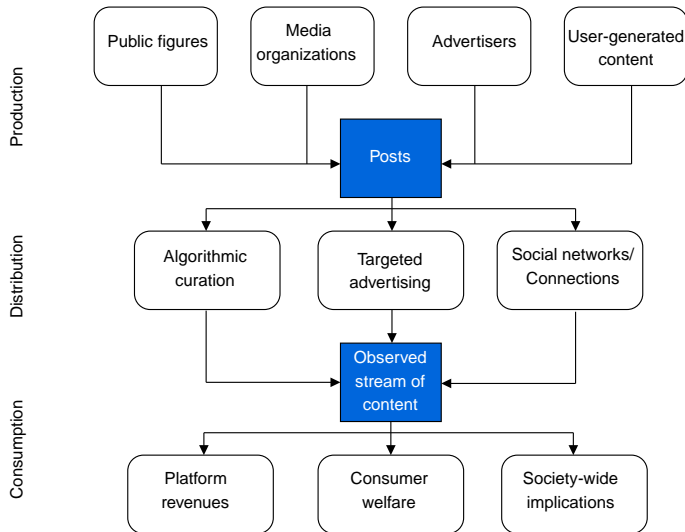 Production
Public figures
Media
organizations
Advertisers
User-generated
content
Posts
Distribution
Algorithmic
curation
Targeted
advertising
Social networks/
Connections
Observed
stream of
content
Consumption
Platform
revenues
Consumer
welfare
Society-wide
implications